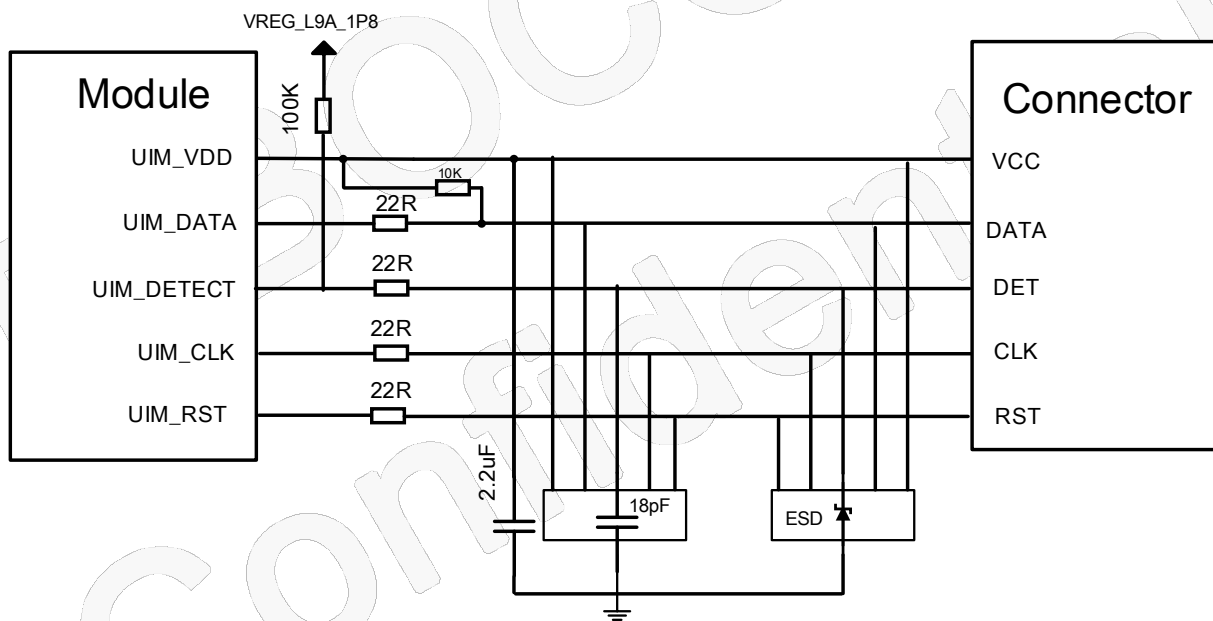 VREG_L9A_1P8
Module
Connector
100K
UIM_VDD
VCC
10K
22R
UIM_DATA
DATA
22R
UIM_DETECT
DET
22R
UIM_CLK
CLK
22R
UIM_RST
RST
2.2uF
18pF
ESD
Confident